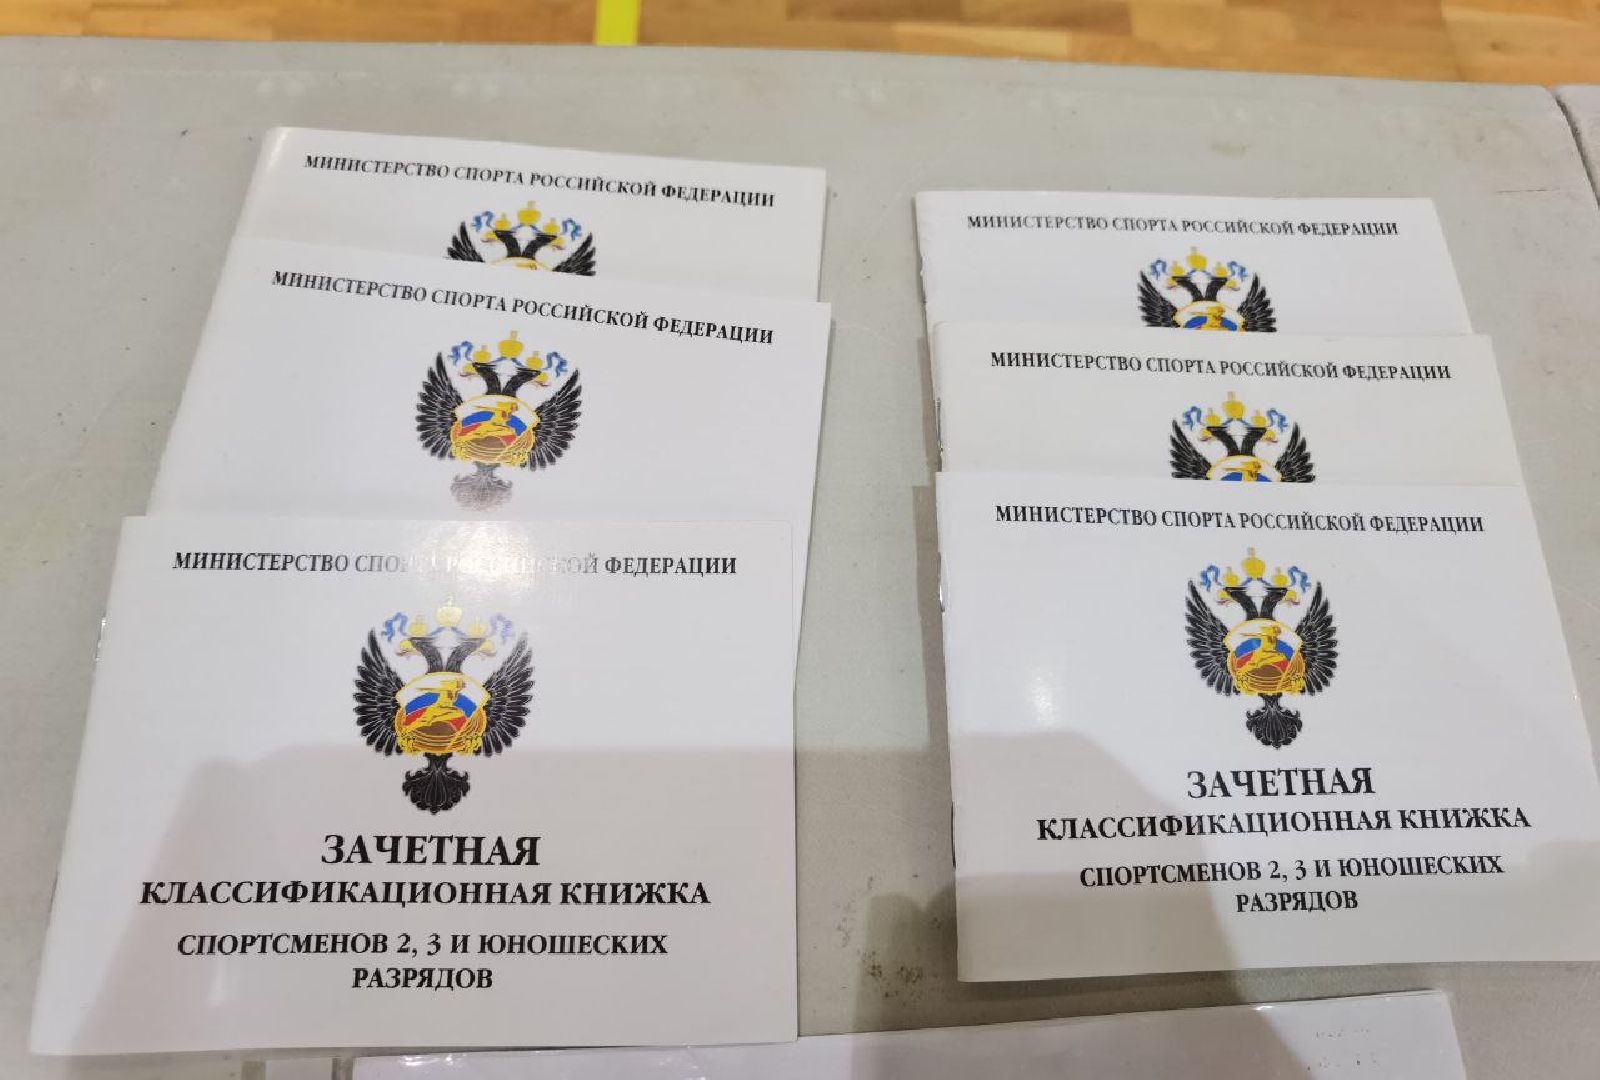 МИНИСТЕРСТВО СПОРТА РОССИЙСКОЙ ФЕДЕРАЦИИ
МИНИСТЕРСТВО СПОРТА РОССИЙСКОЙ ФЕДЕРАЦИИ
МИНИСТЕРСТВО СПОРТА РОССИЙСКОЙ ФЕДЕРАЦИИ
ЗАЧЕТНАЯ
КЛАССИФИКАЦИОННАЯ КНИЖКА
СПОРТСМЕНОВ 2, 3 И ЮНОШЕСКИХ
РАЗРЯДОВ
МИНИСТЕРСТВО СПОРТА РОССИЙСКОЙ ФЕДЕРАЦИИ
МИНИСТЕРСТВО СПОРТА РОССИЙСКОЙ ФЕДЕРАЦИИ
МИНИСТЕРСТВО СПОРТА РОССИЙСКОЙ ФЕДЕРАЦИИ
ЗАЧЕТНАЯ
КЛАССИФИКАЦИОННАЯ КНИЖКА
СПОРТСМЕНОВ 2, 3 И ЮНОШЕСКИХ
РАЗРЯДОВ